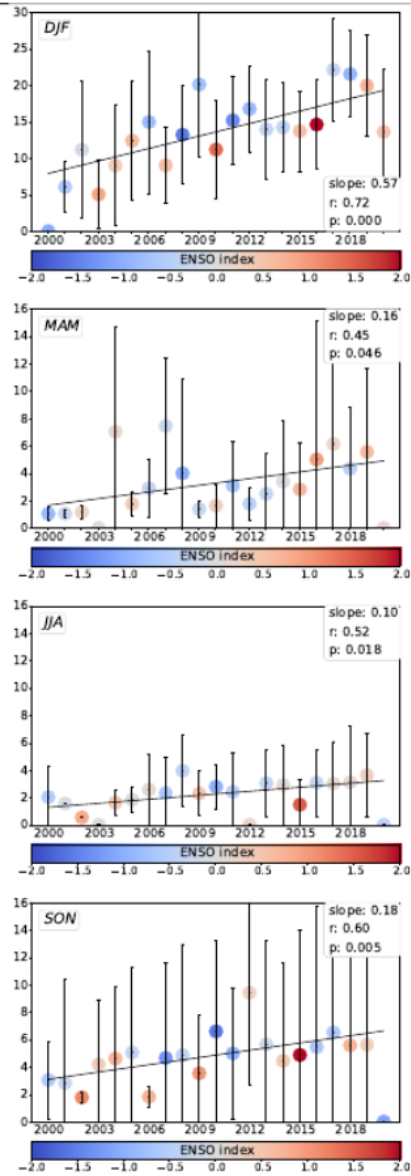 30
DJF
25
20
15
10
5
0
slope: 0.57
r: 0.72
p: 0.000
2000 2003 2006 2009 2012 2015 2018
ENSO index
−2.0 −1.5 −1.0 −0.5 0.0 0.5 1.0 1.5 2.0
16
MAM
14
12
10
8
6
4
2
0
slope: 0.16
r: 0.45
p: 0.046
2000 2003 2006 2009 2012 2015 2018
ENSO index
−2.0 −1.5 −1.0 −0.5 0.0 0.5 1.0 1.5 2.0
16
JJA
14
12
10
8
6
4
2
0
slope: 0.10
r: 0.52
p: 0.018
2000 2003 2006 2009 2012 2015 2018
ENSO index
−2.0 −1.5 −1.0 −0.5 0.0 0.5 1.0 1.5 2.0
16
SON
14
12
10
8
6
4
2
0
slope: 0.18
r: 0.60
p: 0.005
2000 2003 2006 2009 2012 2015 2018
ENSO index
−2.0 −1.5 −1.0 −0.5 0.0 0.5 1.0 1.5 2.0